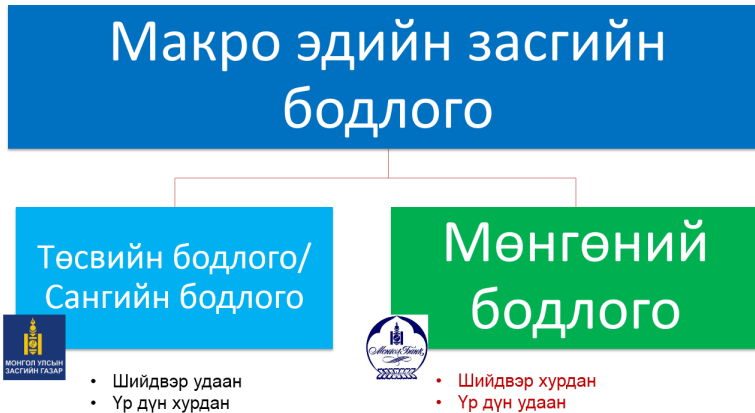 Макро эдийн засгийн
бодлого
Төсвийн бодлого/
Сангийн бодлого
Мөнгөний
бодлого
МОНГОЛ УЛСЫН
ЗАСГИЙН ГАЗАР
МонголБанк
• Шийдвэр удаан
• Үр дүн хурдан
• Шийдвэр хурдан
• Үр дүн удаан